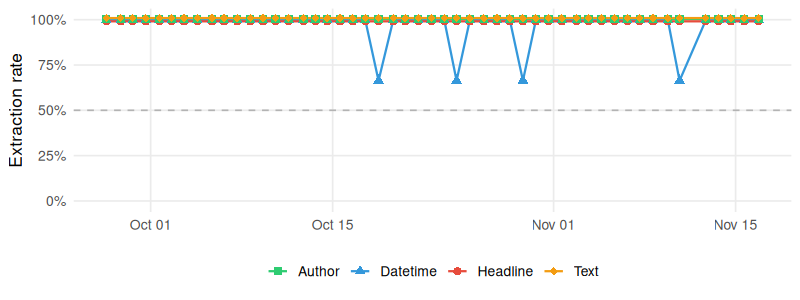 100%
75%
50%
25%
0%
Extraction rate
Oct 01 Oct 15 Nov 01 Nov 15
Author Datetime Headline Text